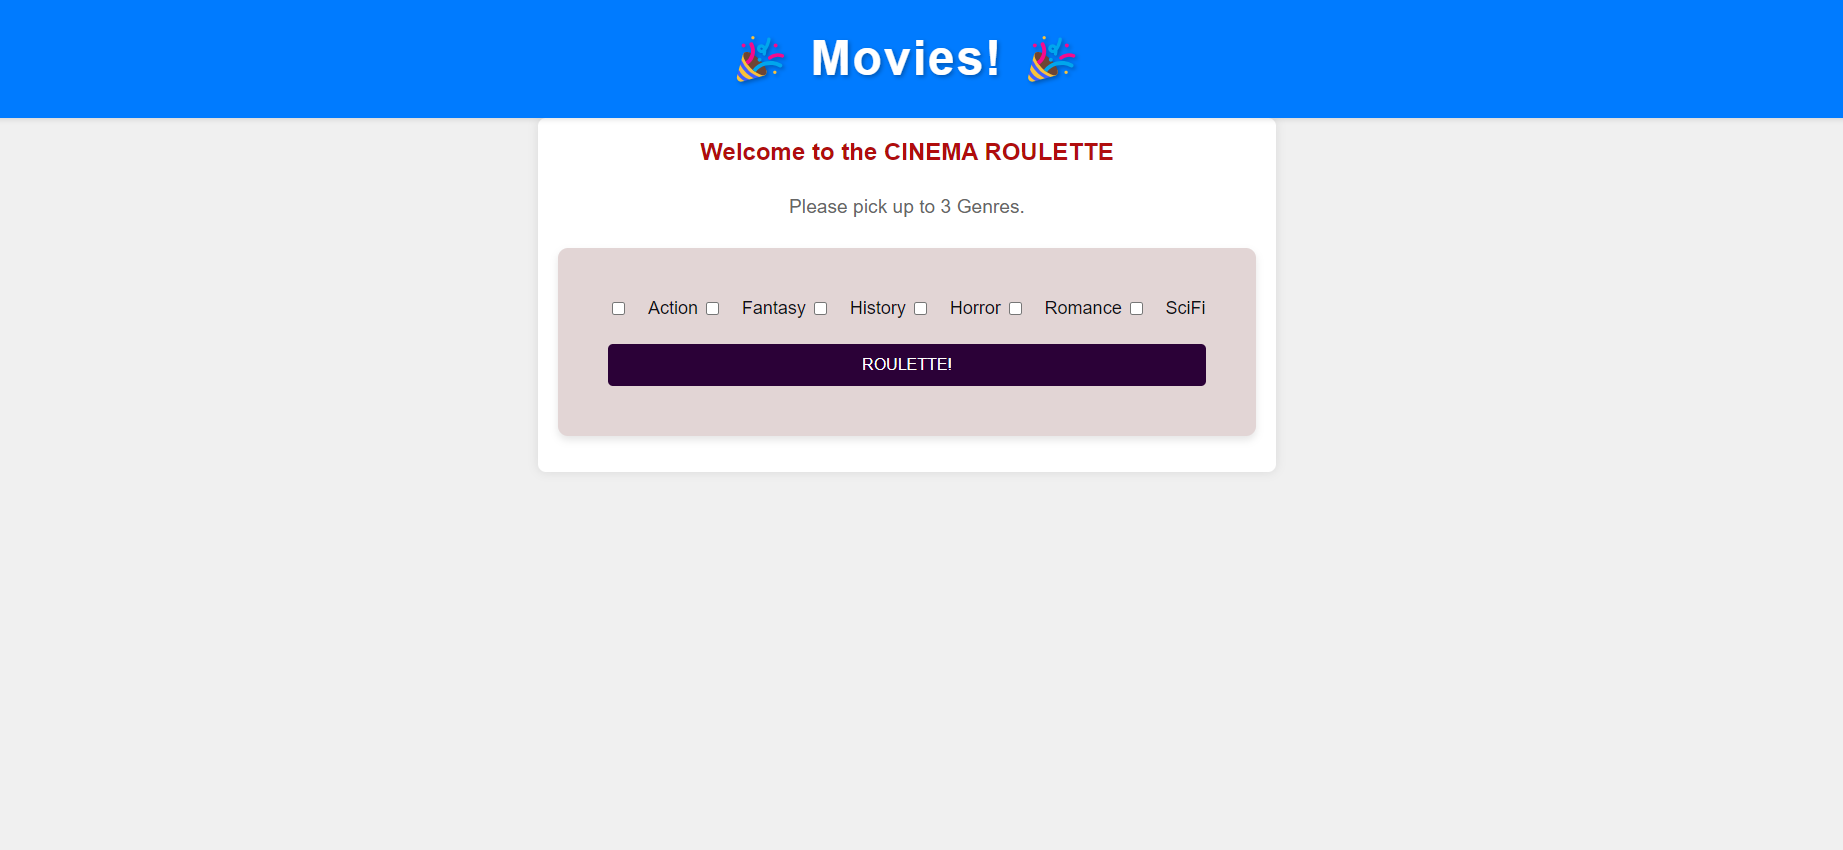 🎉 Movies! 🎉
Welcome to the CINEMA ROULETTE
Please pick up to 3 Genres.
Action Fantasy History Horror Romance SciFi
ROULETTE!